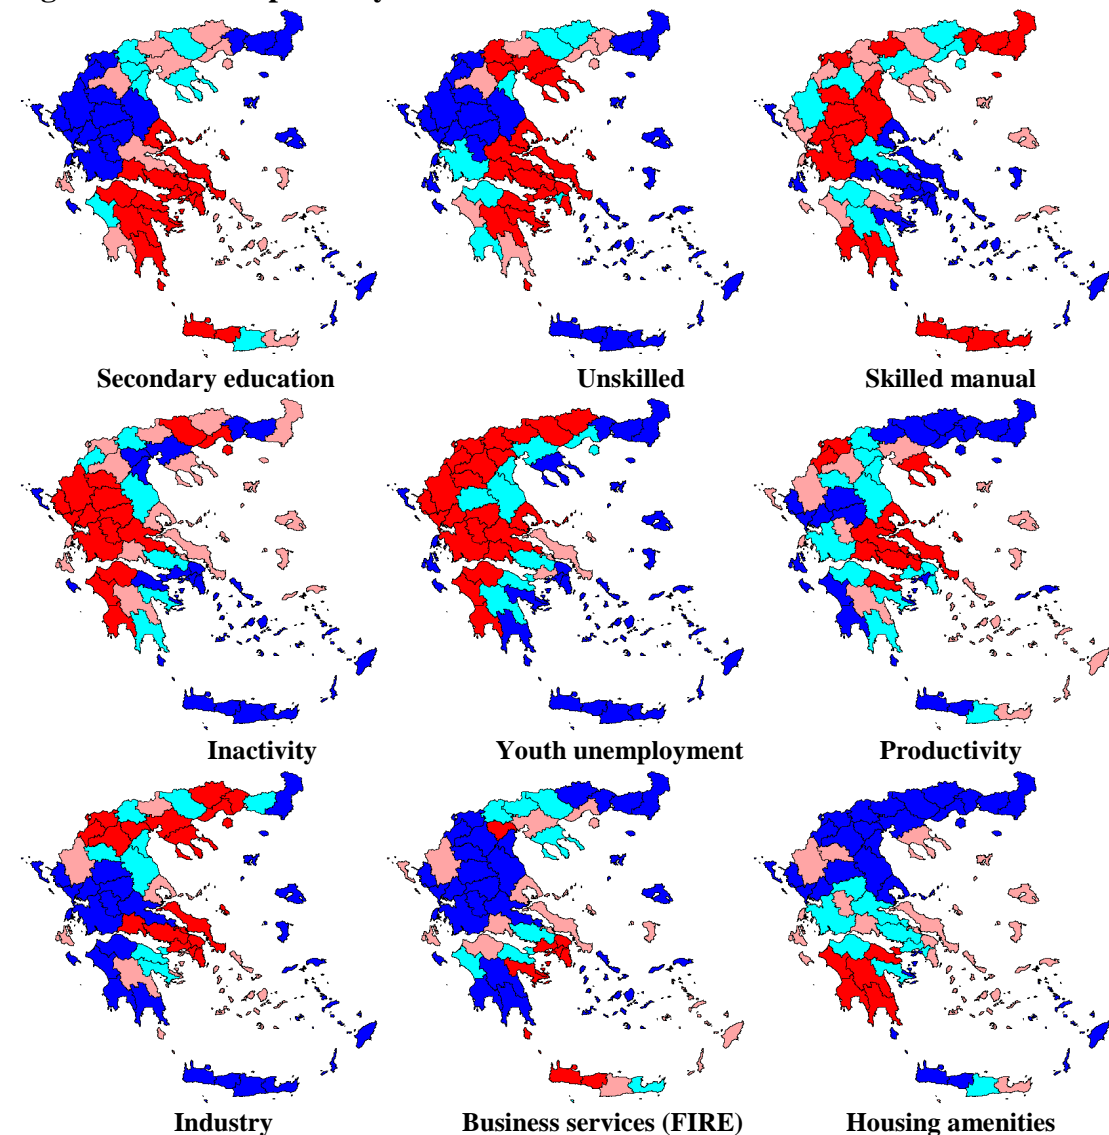 Secondary education
Unskilled
Skilled manual
Inactivity
Youth unemployment
Productivity
Industry
Business services (FIRE)
Housing amenities